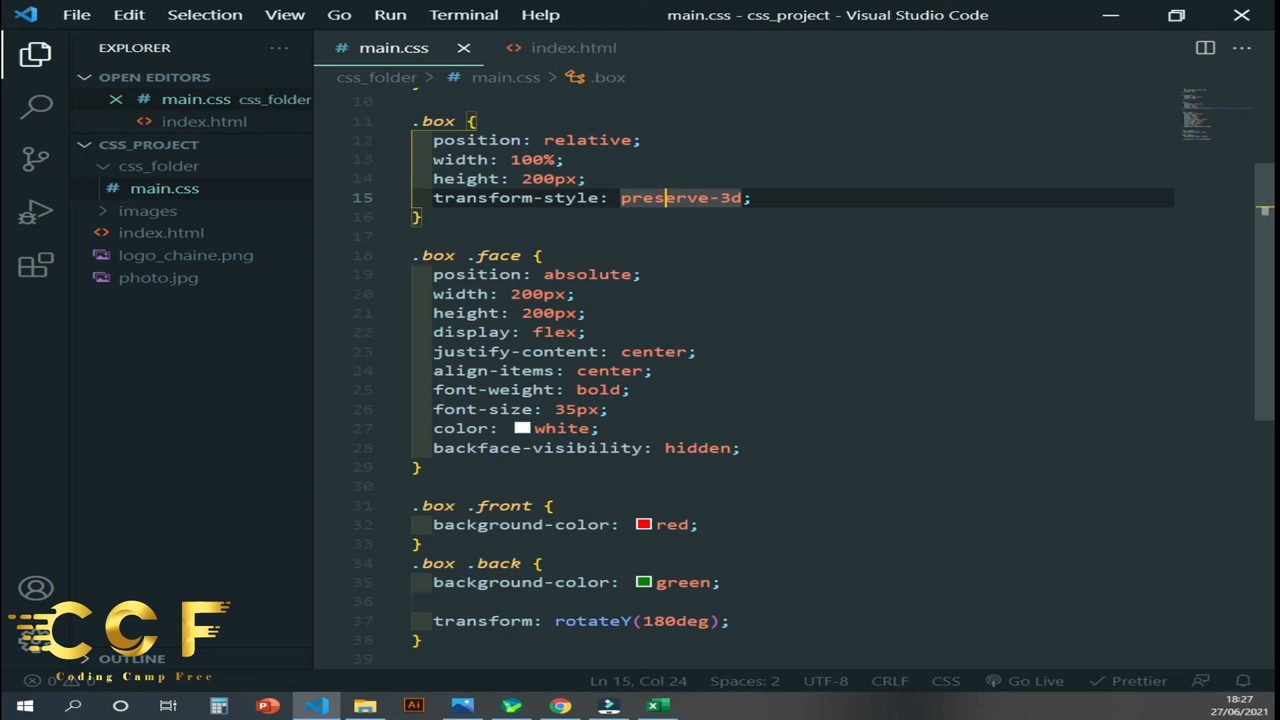 File Edit Selection View Go Run Terminal Help main.css - css_project - Visual Studio Code
EXPLORER ···
OPEN EDITORS
main.css css_folder
index.html
CSS_PROJECT
css_folder
main.css
images
index.html
logo_chaine.png
photo.jpg
OUTLINE
main.css index.html
css_folder > # main.css > .box
10
11 .box {
12 position: relative;
13 width: 100%;
14 height: 200px;
15 transform-style: preserve-3d;
16 }
17
18 .box .face {
19 position: absolute;
20 width: 200px;
21 height: 200px;
22 display: flex;
23 justify-content: center;
24 align-items: center;
25 font-weight: bold;
26 font-size: 35px;
27 color: white;
28 backface-visibility: hidden;
29 }
30
31 .box .front {
32 background-color: red;
33 }
34 .box .back {
35 background-color: green;
36
37 transform: rotateY(180deg);
38 }
39
CCF
Coding Camp Free
0 Ln 15, Col 24 Spaces: 2 UTF-8 CRLF CSS Go Live Prettier
Ai
18:27
27/06/2021